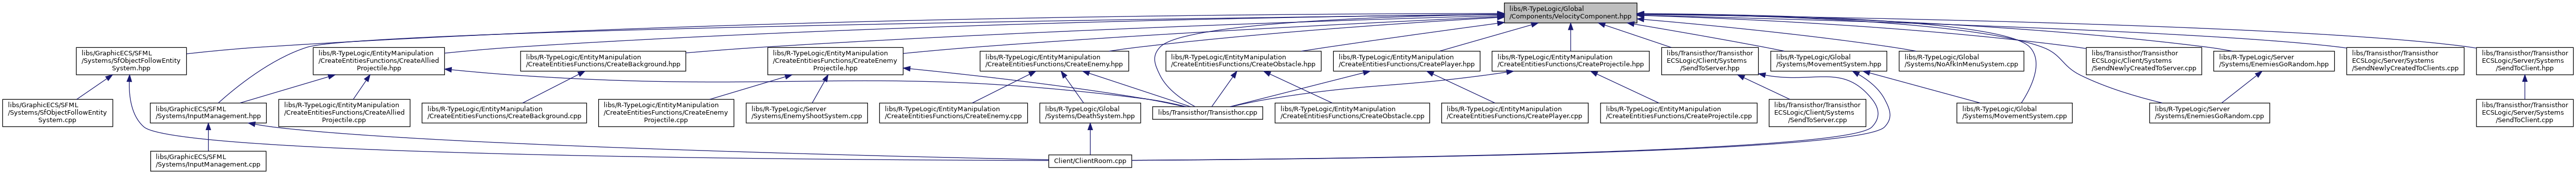 libs/R-TypeLogic/Global
/Components/VelocityComponent.hpp
libs/GraphicECS/SFML
/Systems/SfObjectFollowEntity
System.hpp
libs/R-TypeLogic/EntityManipulation
/CreateEntitiesFunctions/CreateAllied
Projectile.hpp
libs/R-TypeLogic/EntityManipulation
/CreateEntitiesFunctions/CreateBackground.hpp
libs/R-TypeLogic/EntityManipulation
/CreateEntitiesFunctions/CreateEnemy
Projectile.hpp
libs/R-TypeLogic/EntityManipulation
/CreateEntitiesFunctions/CreateEnemy.hpp
libs/R-TypeLogic/EntityManipulation
/CreateEntitiesFunctions/CreateObstacle.hpp
libs/R-TypeLogic/EntityManipulation
/CreateEntitiesFunctions/CreatePlayer.hpp
libs/R-TypeLogic/EntityManipulation
/CreateEntitiesFunctions/CreateProjectile.hpp
libs/Transisthor/Transisthor
ECSLogic/Client/Systems
/SendToServer.hpp
libs/R-TypeLogic/Global
/Systems/MovementSystem.hpp
libs/R-TypeLogic/Global
/Systems/NoAfkInMenuSystem.cpp
libs/Transisthor/Transisthor
ECSLogic/Client/Systems
/SendNewlyCreatedToServer.cpp
libs/R-TypeLogic/Server
/Systems/EnemiesGoRandom.hpp
libs/Transisthor/Transisthor
ECSLogic/Server/Systems
/SendNewlyCreatedToClients.cpp
libs/Transisthor/Transisthor
ECSLogic/Server/Systems
/SendToClient.hpp
libs/GraphicECS/SFML
/Systems/SfObjectFollowEntity
System.cpp
libs/GraphicECS/SFML
/Systems/InputManagement.hpp
libs/R-TypeLogic/EntityManipulation
/CreateEntitiesFunctions/CreateAllied
Projectile.cpp
libs/R-TypeLogic/EntityManipulation
/CreateEntitiesFunctions/CreateBackground.cpp
libs/R-TypeLogic/EntityManipulation
/CreateEntitiesFunctions/CreateEnemy
Projectile.cpp
libs/R-TypeLogic/Server
/Systems/EnemyShootSystem.cpp
libs/R-TypeLogic/EntityManipulation
/CreateEntitiesFunctions/CreateEnemy.cpp
libs/R-TypeLogic/Global
/Systems/DeathSystem.hpp
libs/Transisthor/Transisthor.cpp
libs/R-TypeLogic/EntityManipulation
/CreateEntitiesFunctions/CreateObstacle.cpp
libs/R-TypeLogic/EntityManipulation
/CreateEntitiesFunctions/CreatePlayer.cpp
libs/R-TypeLogic/EntityManipulation
/CreateEntitiesFunctions/CreateProjectile.cpp
libs/Transisthor/Transisthor
ECSLogic/Client/Systems
/SendToServer.cpp
libs/R-TypeLogic/Global
/Systems/MovementSystem.cpp
libs/R-TypeLogic/Server
/Systems/EnemiesGoRandom.cpp
libs/Transisthor/Transisthor
ECSLogic/Server/Systems
/SendToClient.cpp
libs/GraphicECS/SFML
/Systems/InputManagement.cpp
Client/ClientRoom.cpp